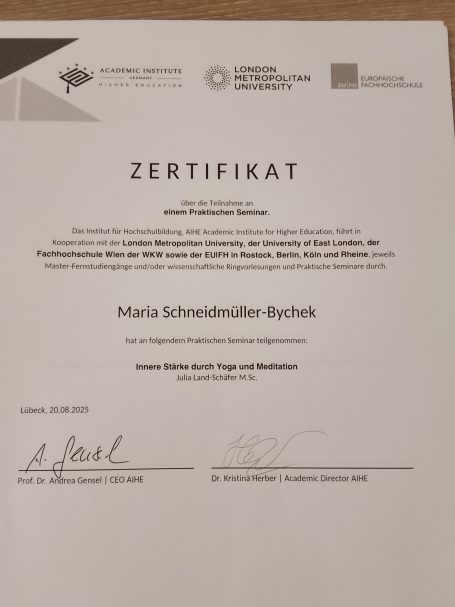 ACADEMIC INSTITUTE
GERMANY
HIGHER EDUCATION
LONDON
METROPOLITAN
UNIVERSITY
EU|FH
EUROPÄISCHE
FACHHOCHSCHULE
ZERTIFIKAT
über die Teilnahme an
einem Praktischen Seminar.
Das Institut für Hochschulbildung, AIHE Academic Institute for Higher Education, führt in
Kooperation mit der London Metropolitan University, der University of East London, der
Fachhochschule Wien der WKW sowie der EUIFH in Rostock, Berlin, Köln und Rheine, jeweils
Master-Fernstudiengänge und/oder wissenschaftliche Ringvorlesungen und Praktische Seminare durch.
Maria Schneidmüller-Bychek
hat an folgendem Praktischen Seminar teilgenommen:
Innere Stärke durch Yoga und Meditation
Julia Land-Schäfer M.Sc.
Lübeck, 20.08.2025
A. Gensel
Prof. Dr. Andrea Gensel | CEO AIHE
Dr. Kristina Herber | Academic Director AIHE